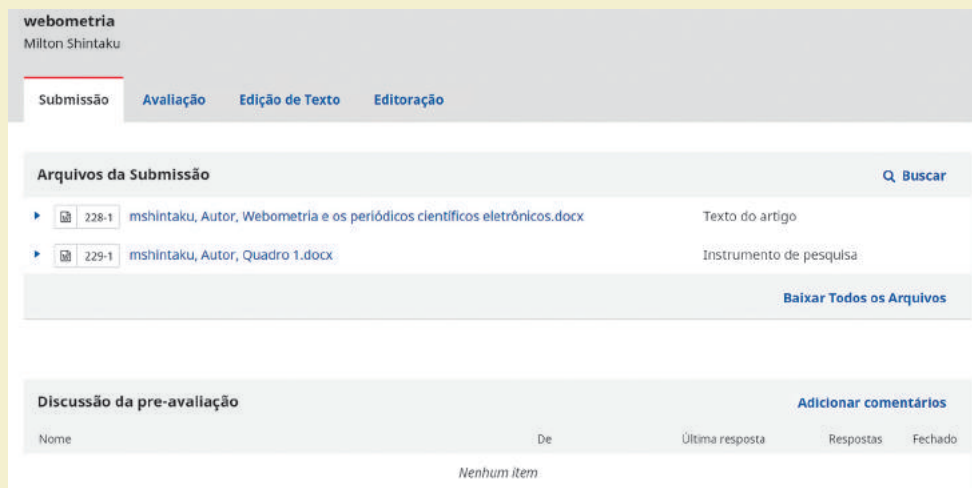 webometria
Milton Shintaku
Submissão Avaliação Edição de Texto Editoração
Arquivos da Submissão Buscar
228-1 mshintaku, Autor, Webometria e os periódicos científicos eletrônicos.docx Texto do artigo
229-1 mshintaku, Autor, Quadro 1.docx Instrumento de pesquisa
Baixar Todos os Arquivos
Discussão da pre-avaliação Adicionar comentários
Nome De Última resposta Respostas Fechado
Nenhum item